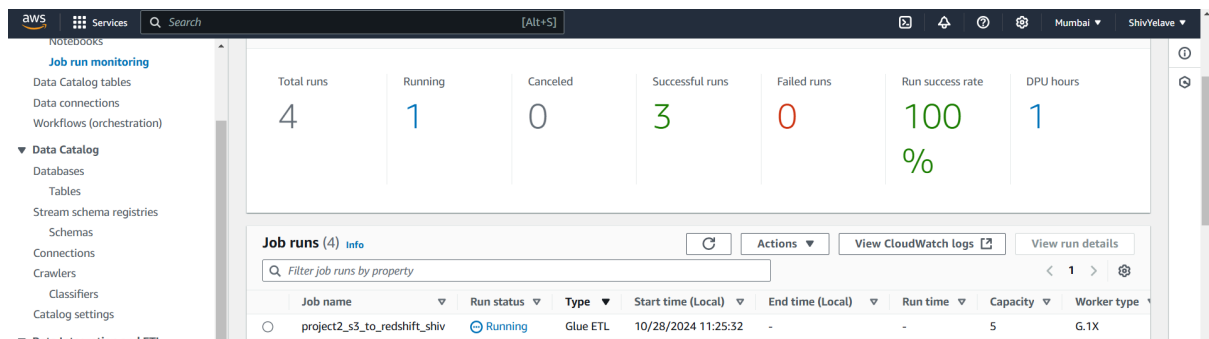 aws
Services
Search
[Alt+S]
Mumbai ▼
ShivYelave ▼
Notebooks
Job run monitoring
Data Catalog tables
Data connections
Workflows (orchestration)
▼ Data Catalog
Databases
Tables
Stream schema registries
Schemas
Connections
Crawlers
Classifiers
Catalog settings
Total runs
4
Running
1
Canceled
0
Successful runs
3
Failed runs
0
Run success rate
100
%
DPU hours
1
Job runs (4) Info
Actions ▼
View CloudWatch logs
View run details
Filter job runs by property
< 1 >
Job name
Run status
Type ▼
Start time (Local)
End time (Local)
Run time
Capacity
Worker type
project2_s3_to_redshift_shiv
Running
Glue ETL
10/28/2024 11:25:32
-
-
5
G.1X